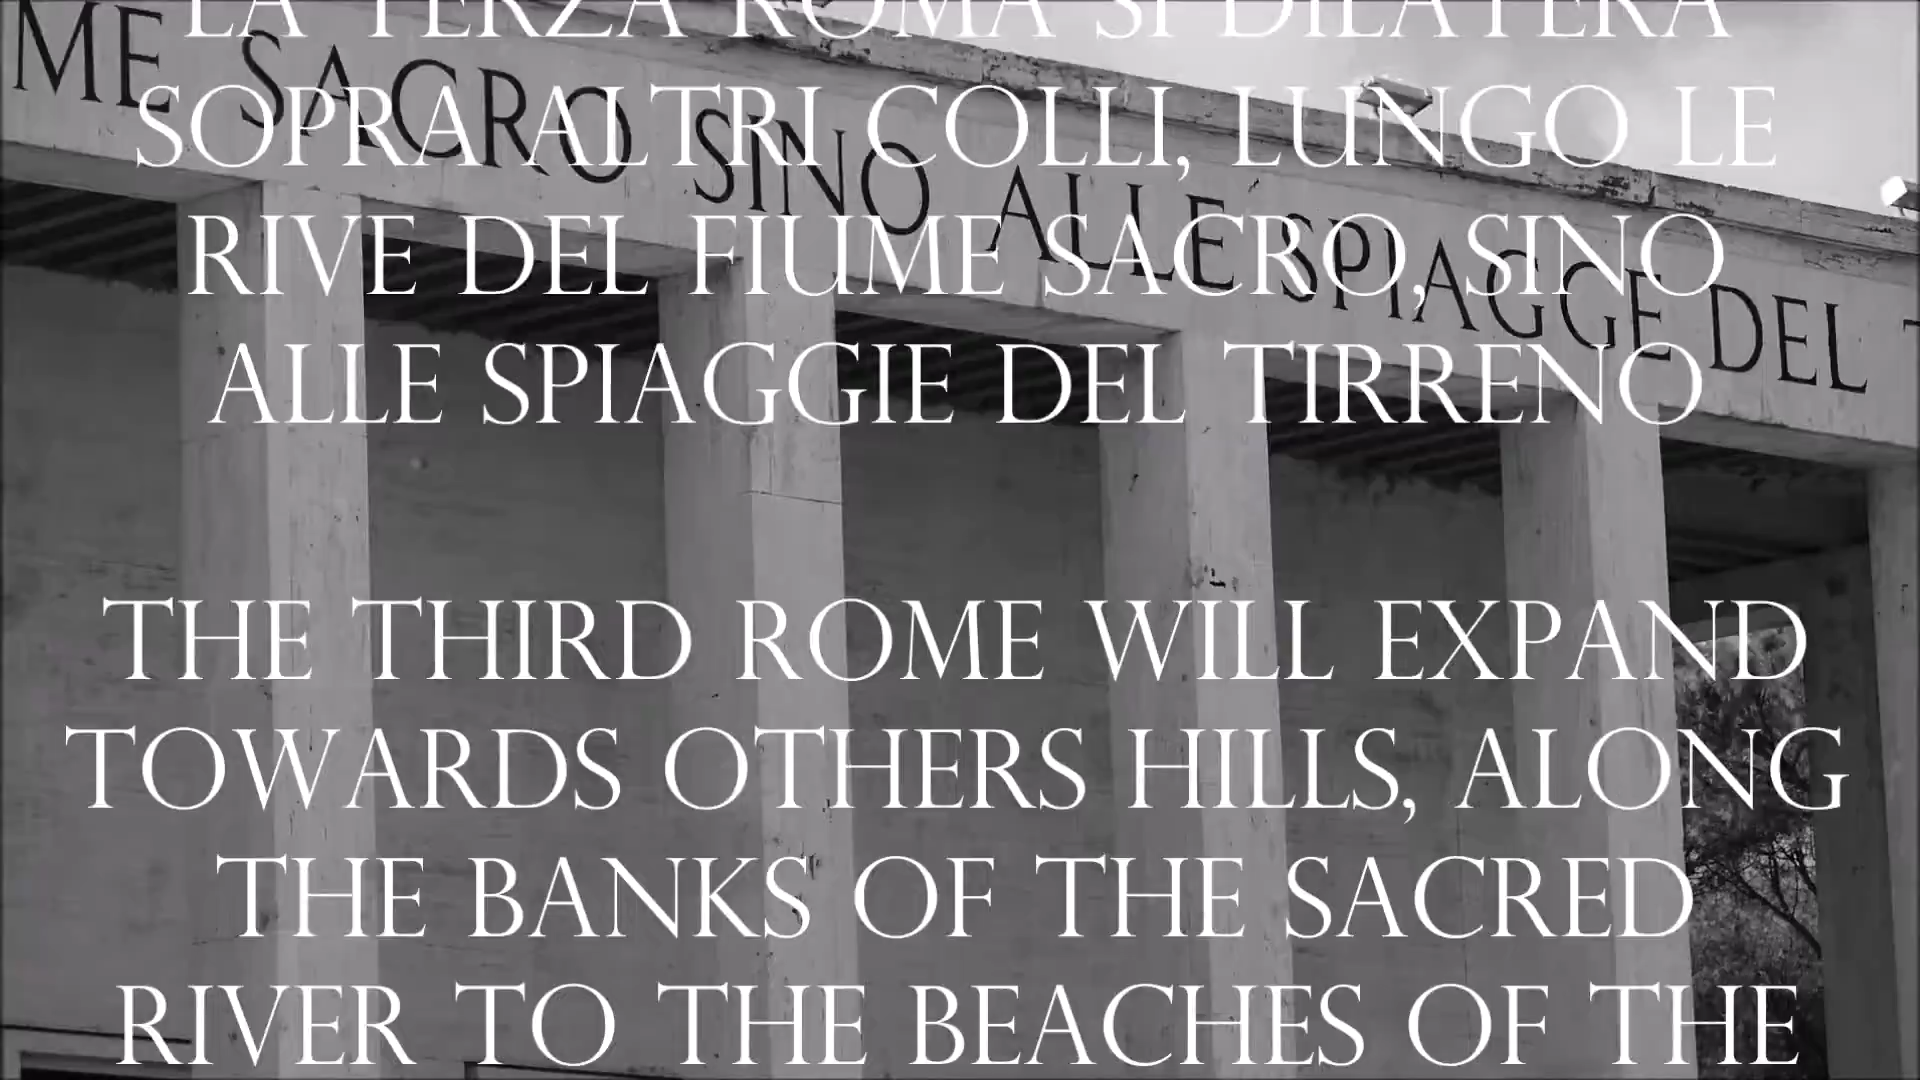 LA TERZA ROMA SI DILATERÀ
SOPRA ALTRI COLLI, LUNGO LE
RIVE DEL FIUME SACRO, SINO
ALLE SPIAGGIE DEL TIRRENO
THE THIRD ROME WILL EXPAND
TOWARDS OTHERS HILLS, ALONG
THE BANKS OF THE SACRED
RIVER TO THE BEACHES OF THE
ME SACRO SINO ALLE SPIAGGE DEL T